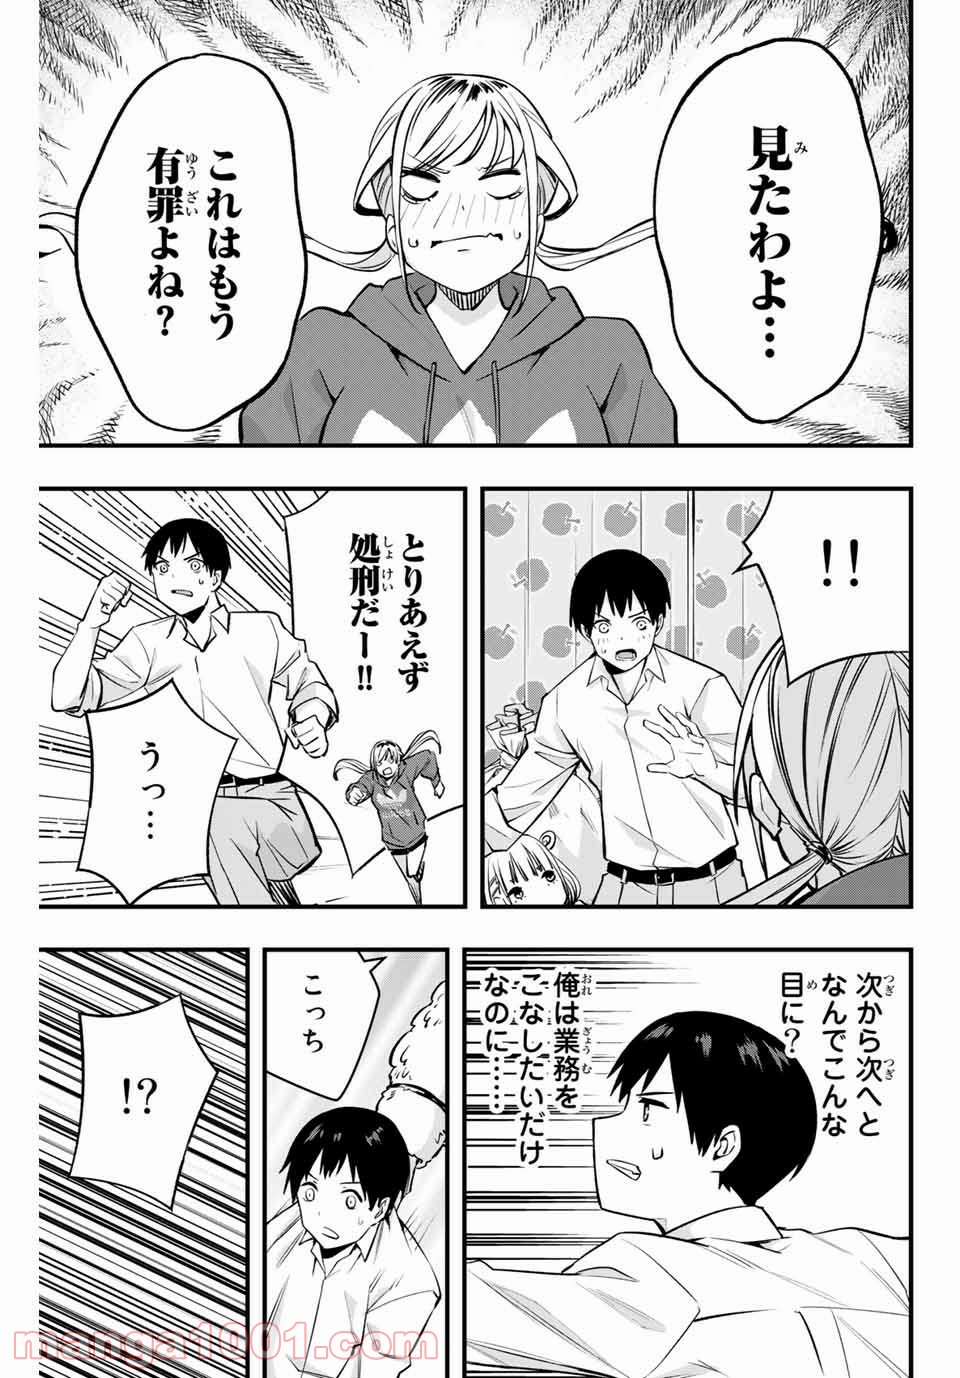 見たわよ…
これはもう
有罪よね?
!!
とりあえず
処刑だー!!
うっ…
次から次へと
なんでこんな
目に?
俺は業務を
こなしたいだけ
なのに……
こっち
!?
manga1001.com